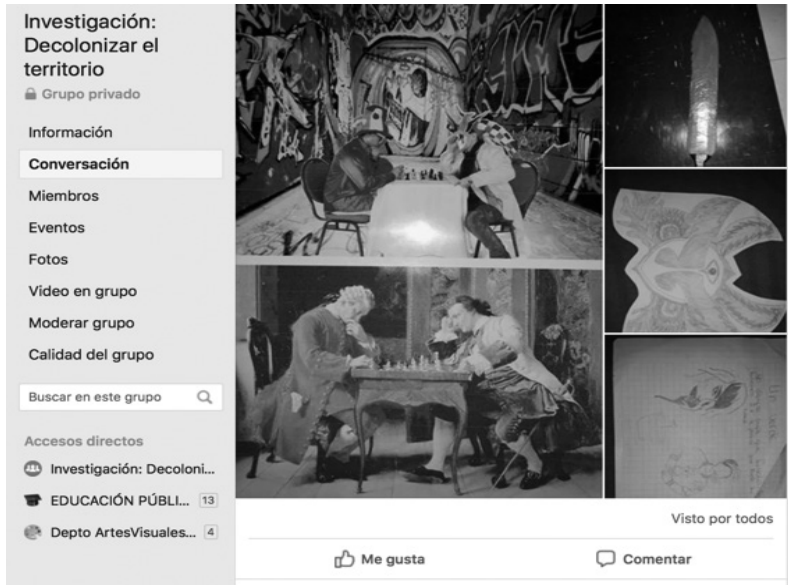 Investigación:
Decolonizar el
territorio
Grupo privado
Información
Conversación
Miembros
Eventos
Fotos
Video en grupo
Moderar grupo
Calidad del grupo
Buscar en este grupo
Accesos directos
Investigación: Decoloni...
EDUCACIÓN PÚBLI... 13
Depto ArtesVisuales... 4
Visto por todos
Me gusta
Comentar